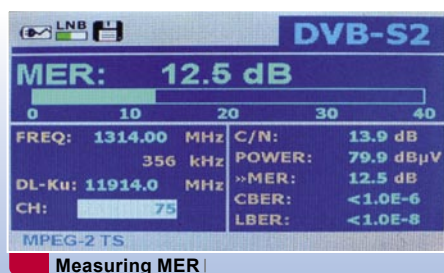 LNB
DVB-S2
MER: 12.5 dB
0 10 20 30 40
FREQ: 1314.00 MHz
356 kHz
DL-Ku: 11914.0 MHz
CH: 75
C/N: 13.9 dB
POWER: 79.9 dBµV
»MER: 12.5 dB
CBER: <1.0E-6
LBER: <1.0E-8
MPEG-2 TS
Measuring MER